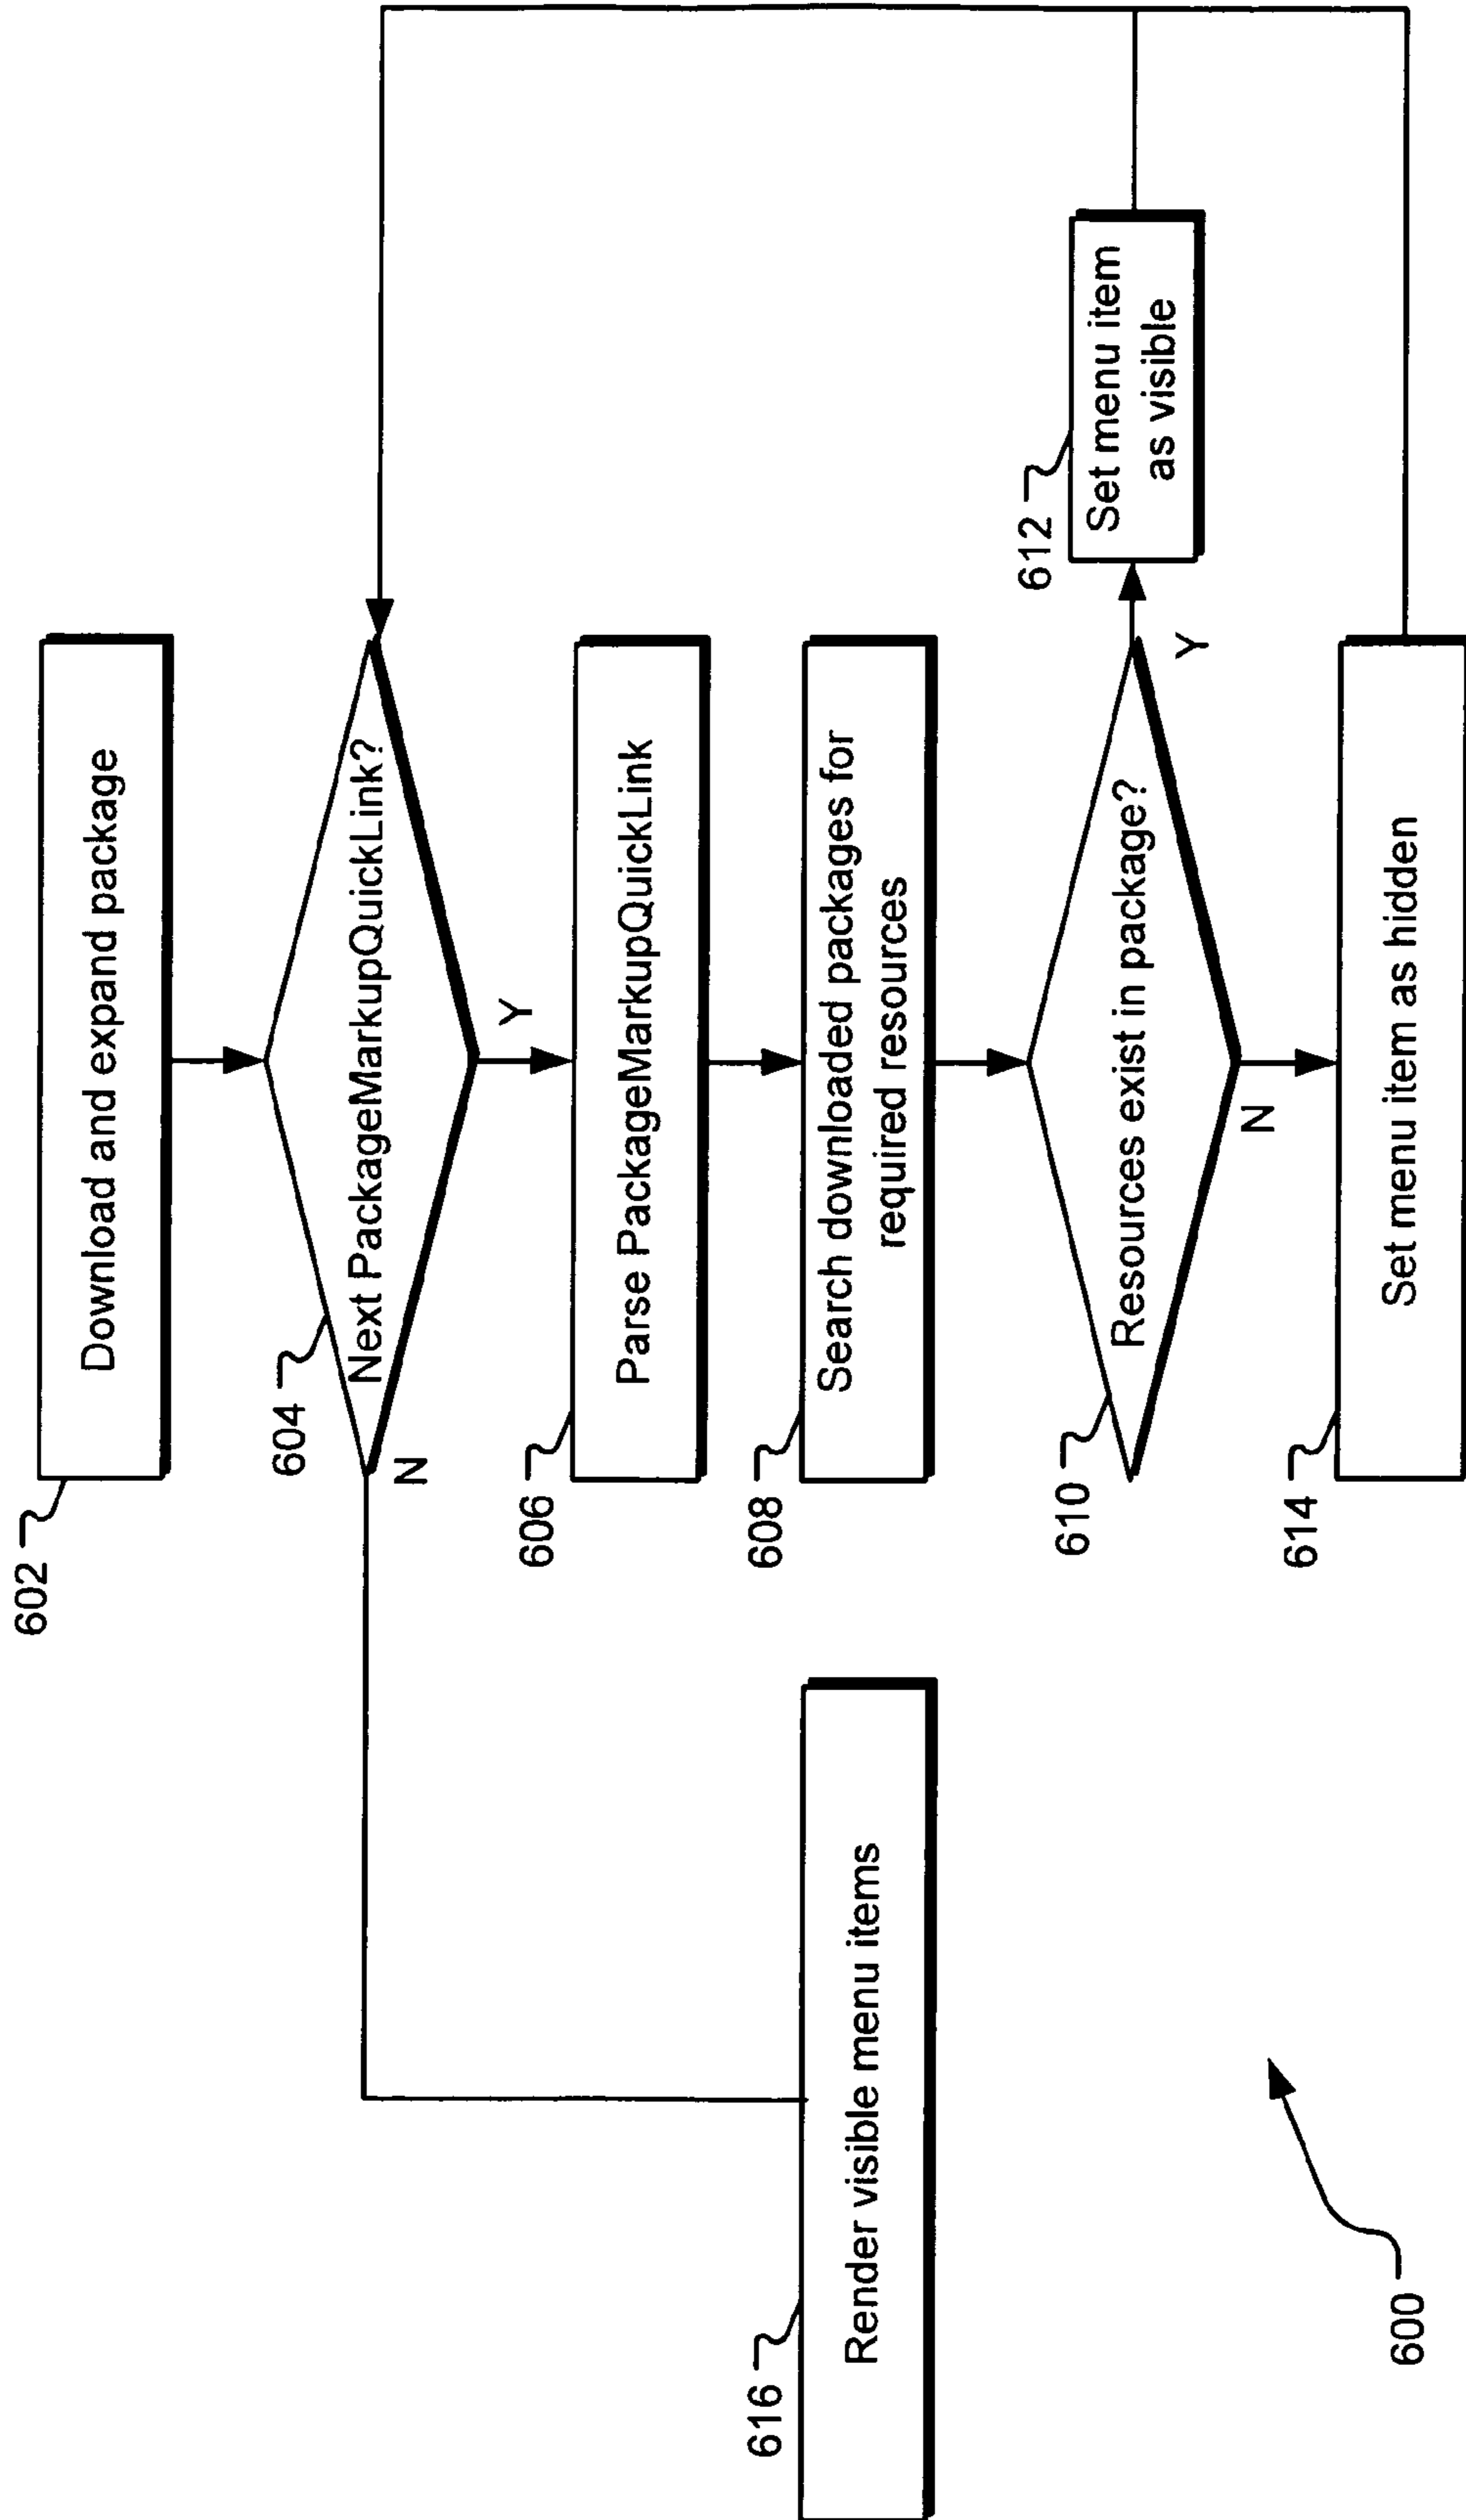 602
Download and expand package
604
Next PackageMarkupQuickLink?
N
Y
606
Parse PackageMarkupQuickLink
608
Search downloaded packages for
required resources
616
Render visible menu items
610
Resources exist in package?
Y
N
612
Set menu item
as visible
614
Set menu item as hidden
600